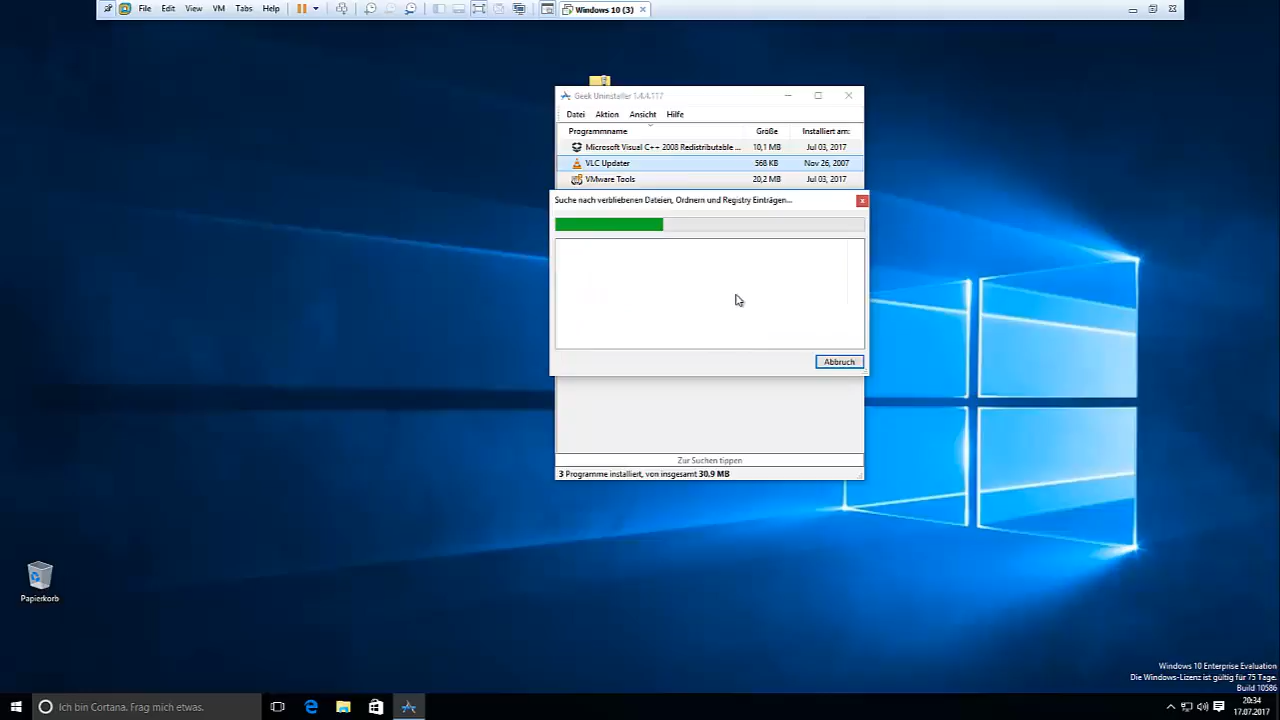 File Edit View VM Tabs Help
Windows 10 (3)
Geek Uninstaller 1.4.4.117
Datei Aktion Ansicht Hilfe
Programmname Größe Installiert am:
Microsoft Visual C++ 2008 Redistributable ... 10,1 MB Jul 03, 2017
VLC Updater 568 KB Nov 26, 2007
VMware Tools 20,2 MB Jul 03, 2017
Suche nach verbliebenen Dateien, Ordnern und Registry Einträgen...
Abbruch
Zur Suchen tippen
3 Programme installiert, von insgesamt 30,9 MB
Papierkorb
Windows 10 Enterprise Evaluation
Die Windows-Lizenz ist gültig für 75 Tage.
Build 10586
Ich bin Cortana. Frag mich etwas.
20:34
17.07.2017